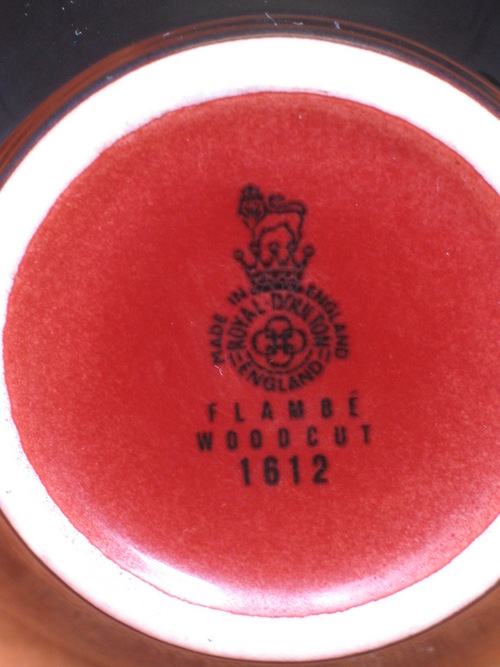 MADE IN ENGLAND
ROYAL DOULTON
ENGLAND
FLAMBÉ
WOODCUT
1612